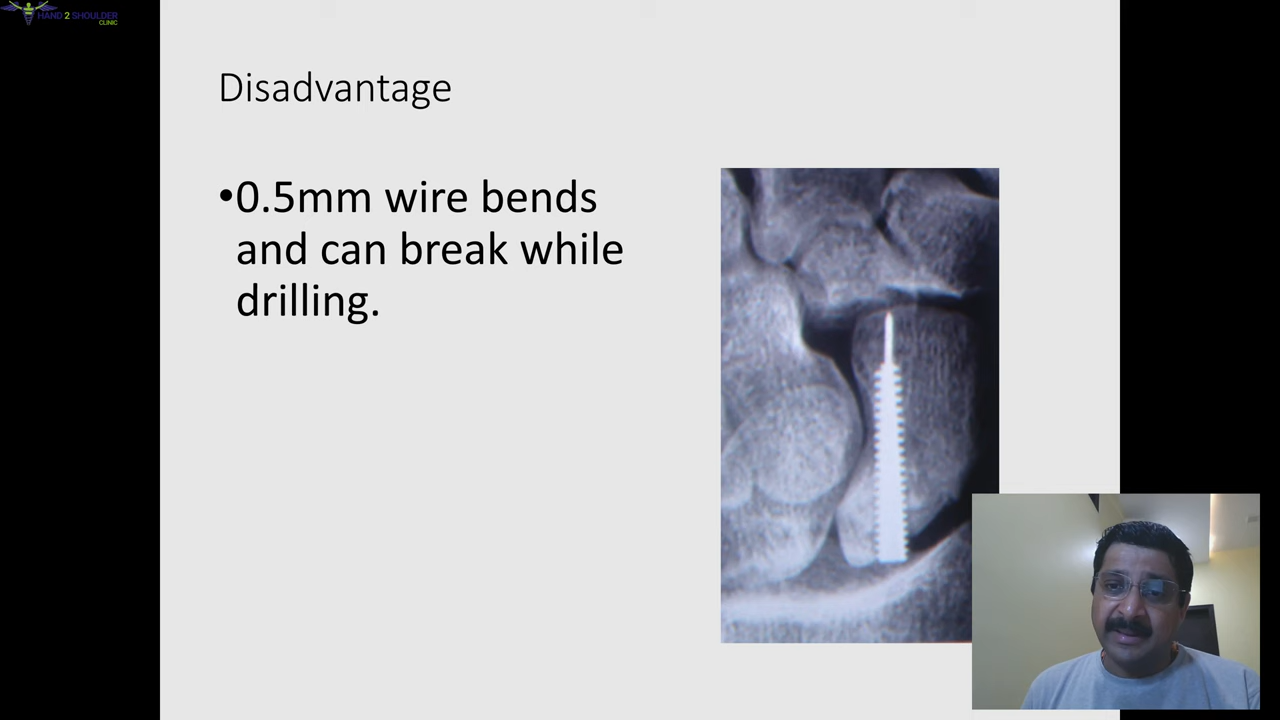 HAND 2 SHOULDER
CLINIC
Disadvantage
•0.5mm wire bends
and can break while
drilling.